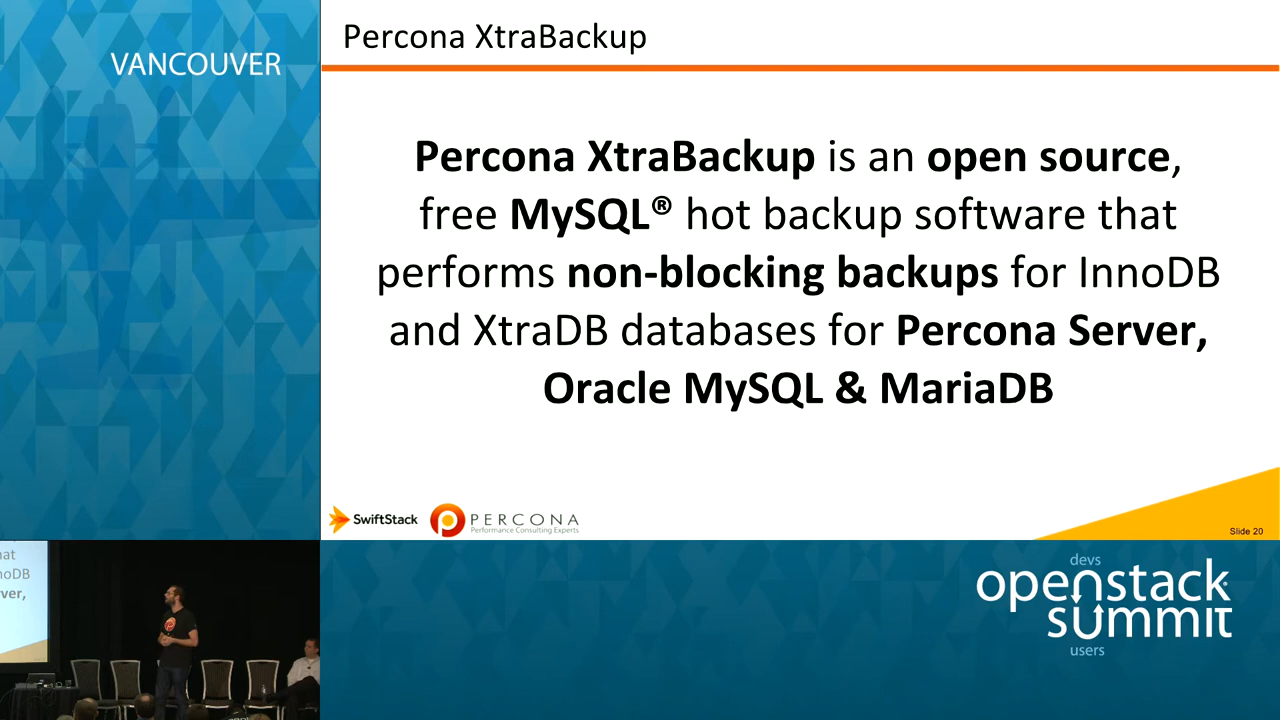 VANCOUVER
Percona XtraBackup
Percona XtraBackup is an open source,
free MySQL® hot backup software that
performs non-blocking backups for InnoDB
and XtraDB databases for Percona Server,
Oracle MySQL & MariaDB
SwiftStack
PERCONA
Performance Consulting Experts
Slide 20
devs
openstack
summit
users